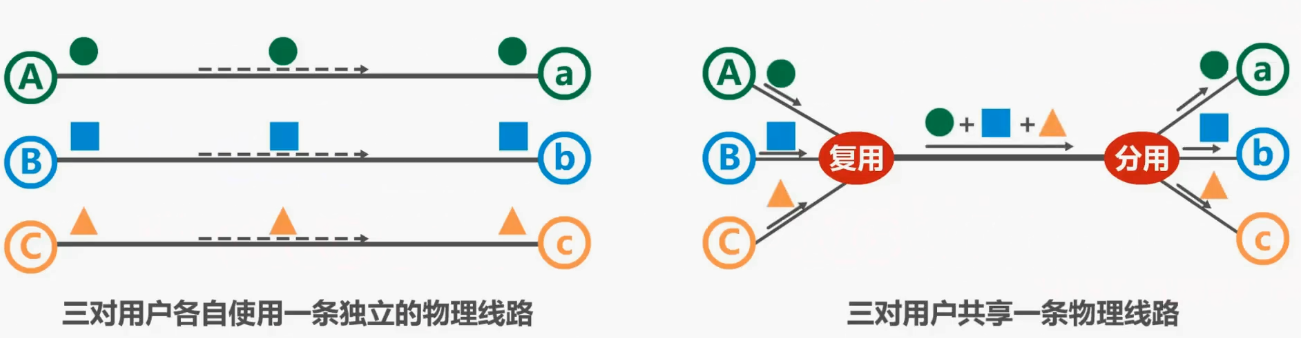 A a
B b
C c
三对用户各自使用一条独立的物理线路
A a
+ +
B 复用 分用 b
C c
三对用户共享一条物理线路